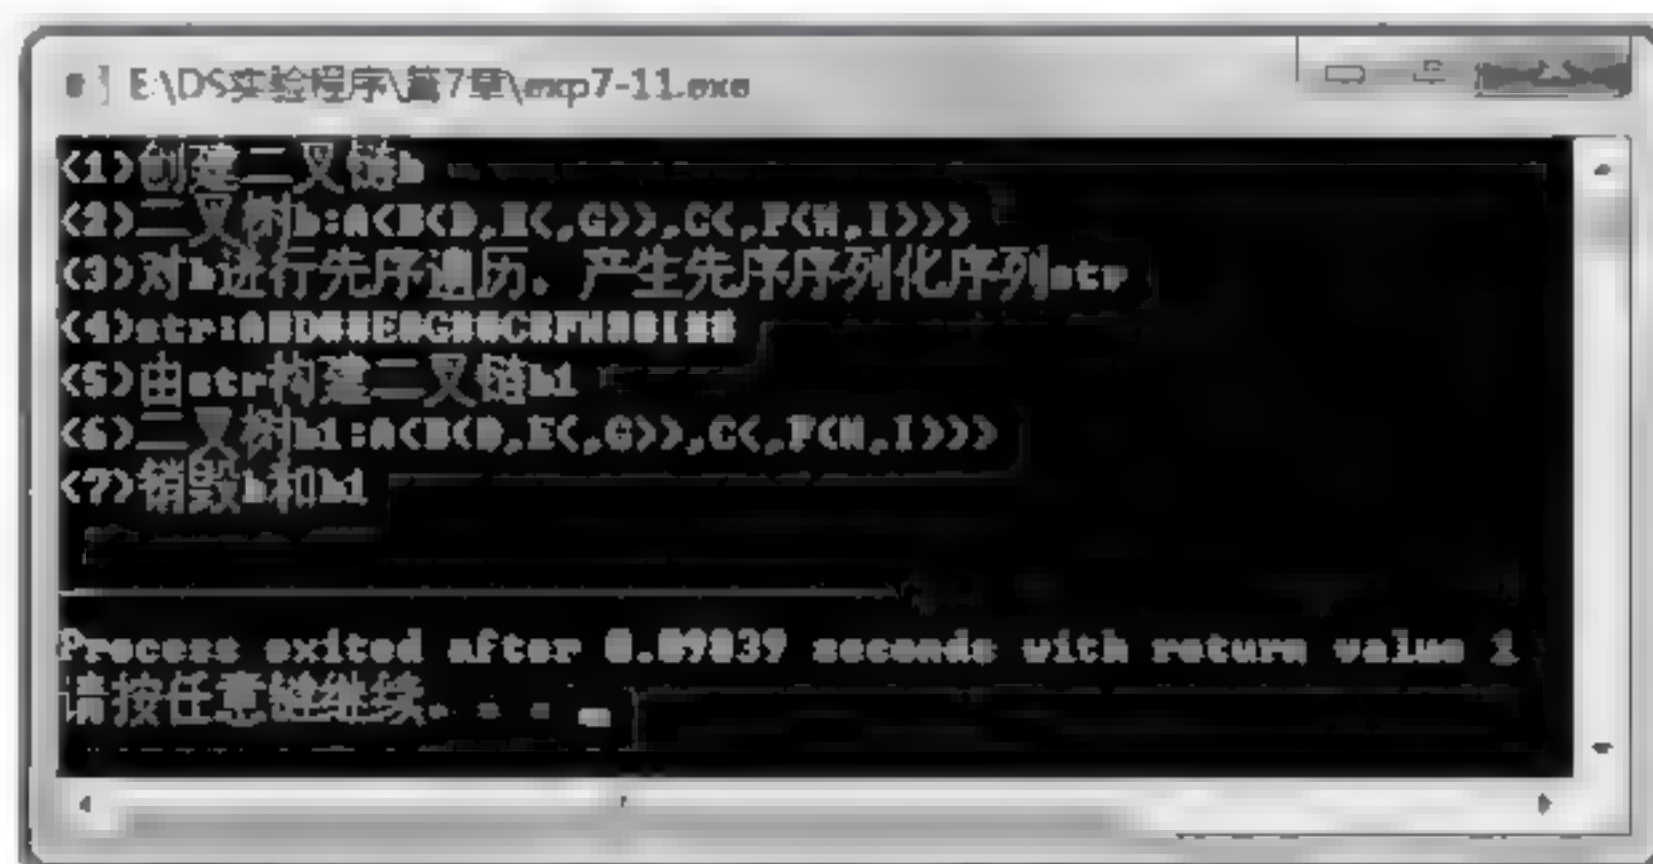 E:\DS实验程序\第7章\exp7-11.exe
(1)创建二叉链b
(2)二叉树b:A(B(D,E(,G)),C(,F(H,I)))
(3)对b进行先序遍历。产生先序序列化序列str
(4)str:ABD##E#G##C#FH##I##
(5)由str构建二叉链b1
(6)二叉树b1:A(B(D,E(,G)),C(,F(H,I)))
(7)销毁b和b1
Process exited after 0.09039 seconds with return value 1
请按任意键继续. . .